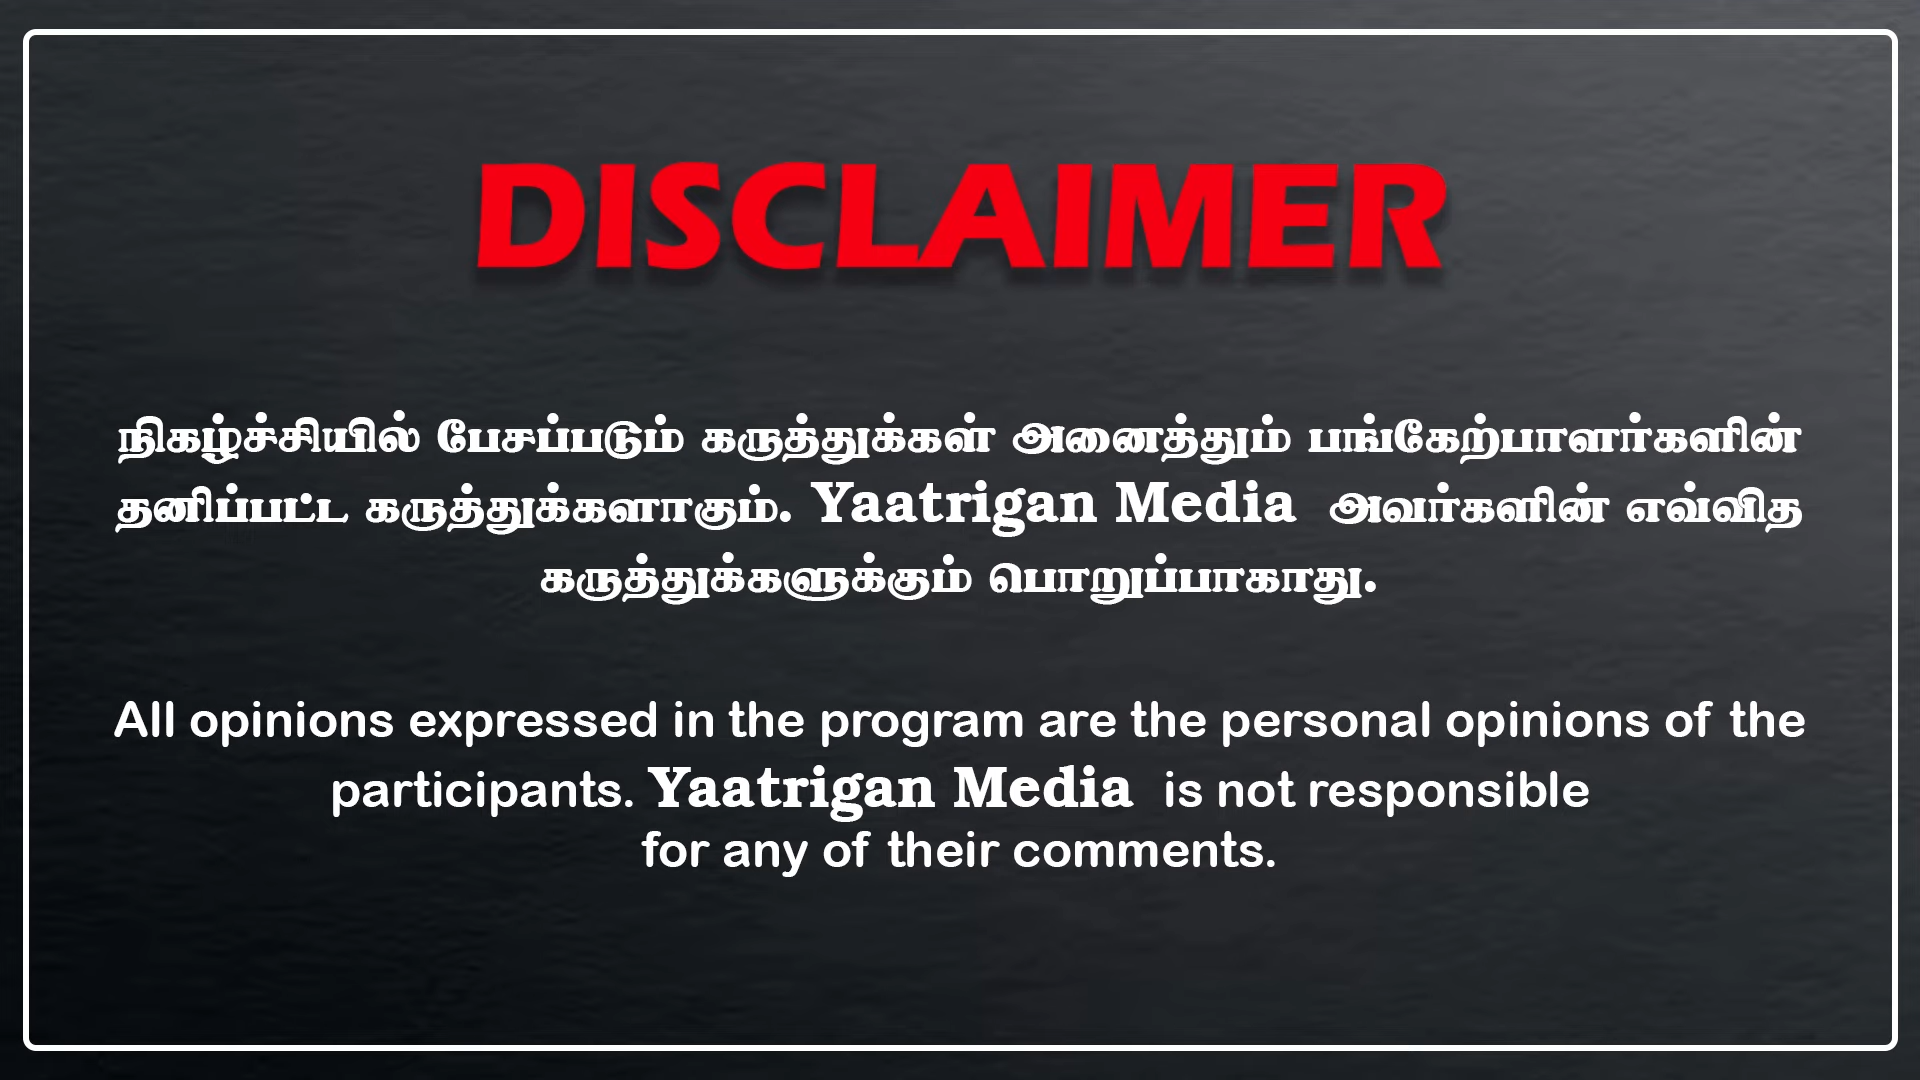 DISCLAIMER
நிகழ்ச்சியில் பேசப்படும் கருத்துக்கள் அனைத்தும் பங்கேற்பாளர்களின்
தனிப்பட்ட கருத்துக்களாகும். Yaatrigan Media அவர்களின் எவ்வித
கருத்துக்களுக்கும் பொறுப்பாகாது.
All opinions expressed in the program are the personal opinions of the
participants. Yaatrigan Media is not responsible
for any of their comments.